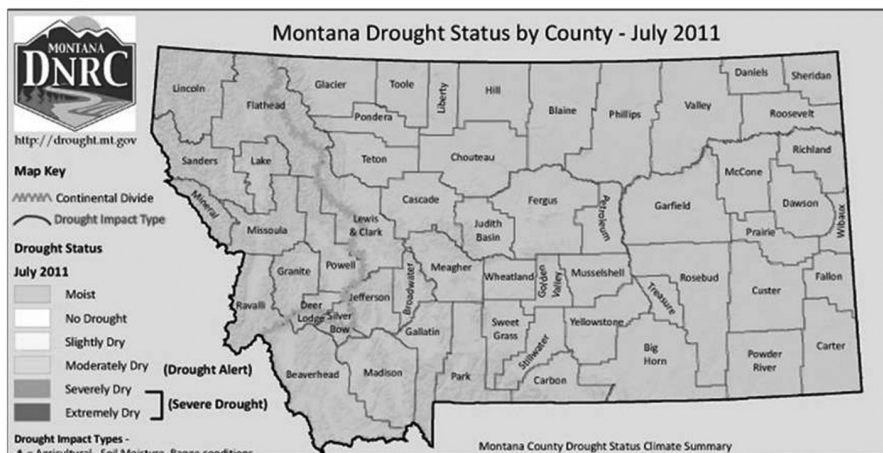 Montana Drought Status by County - July 2011
MONTANA
DNRC
http://drought.mt.gov
Map Key
Continental Divide
Drought Impact Type
Drought Status
July 2011
Moist
No Drought
Slightly Dry
Moderately Dry (Drought Alert)
Severely Dry
(Severe Drought)
Extremely Dry
Drought Impact Types -
A = Agricultural - Soil Moisture, Range conditions
Lincoln
Flathead
Glacier
Toole
Liberty
Hill
Blaine
Phillips
Valley
Daniels
Sheridan
Roosevelt
Pondera
Sanders
Lake
Teton
Chouteau
Richland
McCone
Mineral
Missoula
Lewis
& Clark
Cascade
Judith
Basin
Fergus
Petroleum
Garfield
Dawson
Prairie
Wibaux
Powell
Granite
Ravalli
Deer
Lodge
Silver
Bow
Jefferson
Broadwater
Meagher
Wheatland
Golden
Valley
Musselshell
Treasure
Rosebud
Custer
Fallon
Gallatin
Sweet
Grass
Stillwater
Yellowstone
Big
Horn
Powder
River
Carter
Beaverhead
Madison
Park
Carbon
Montana County Drought Status Climate Summary